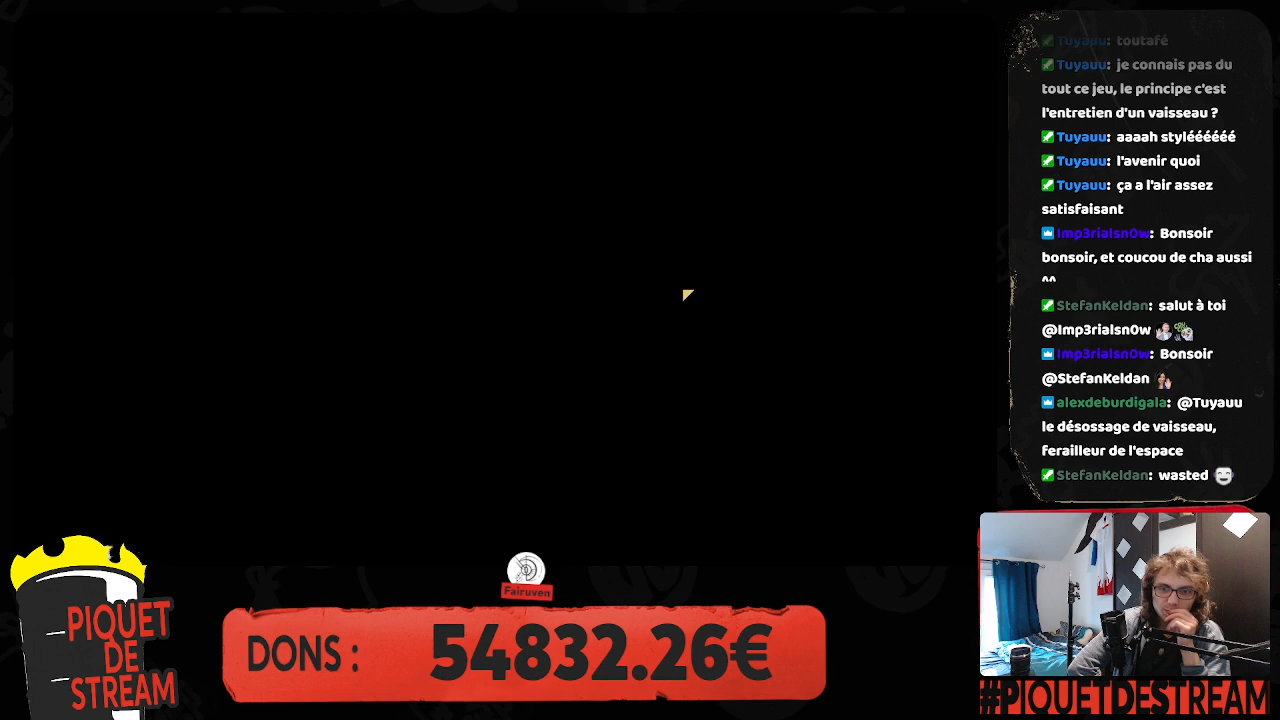 Tuyauu: toutafé
Tuyauu: je connais pas du
tout ce jeu, le principe c'est
l'entretien d'un vaisseau ?
Tuyauu: aaaah styléééééé
Tuyauu: l'avenir quoi
Tuyauu: ça a l'air assez
satisfaisant
Imp3rialsn0w: Bonsoir
bonsoir, et coucou de cha aussi
^^
StefanKeldan: salut à toi
@Imp3rialsn0w
Imp3rialsn0w: Bonsoir
@StefanKeldan
alexdeburdigala: @Tuyauu
le désossage de vaisseau,
ferailleur de l'espace
StefanKeldan: wasted
Fairuven
PIQUET
DE
STREAM
DONS : 54832.26€
#PIQUETDESTREAM